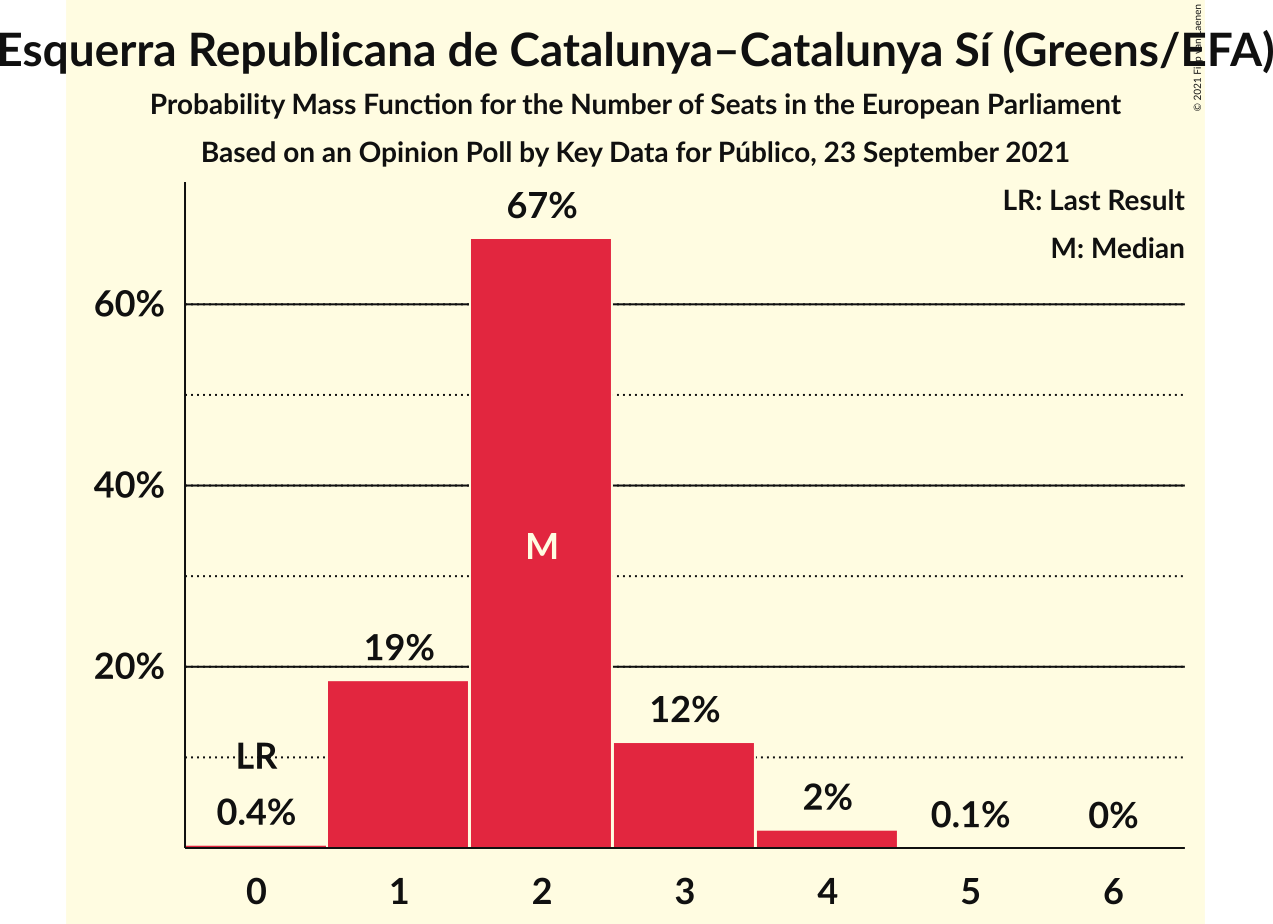 Esquerra Republicana de Catalunya–Catalunya Sí (Greens/EFA)
Probability Mass Function for the Number of Seats in the European Parliament
Based on an Opinion Poll by Key Data for Público, 23 September 2021
LR: Last Result
M: Median
67%
60%
40%
M
20%
19%
12%
LR
0.4%
2%
0.1%
0%
0 1 2 3 4 5 6
© 2021